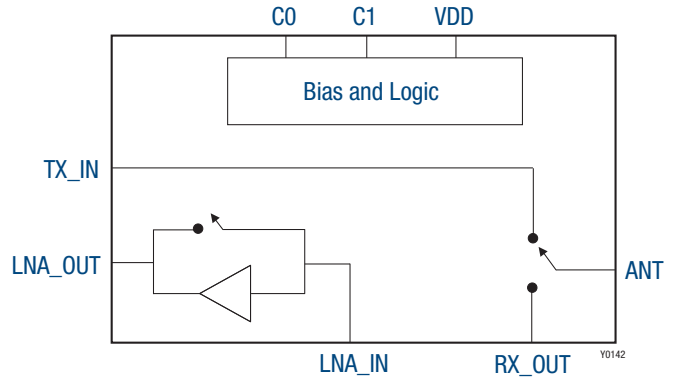 C0 C1 VDD
Bias and Logic
TX_IN
LNA_OUT
ANT
LNA_IN
RX_OUT
Y0142